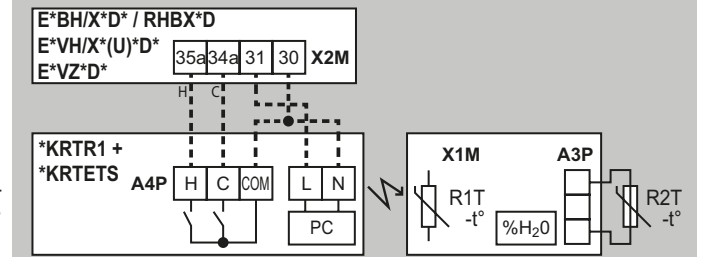 E*BH/X*D* / RHBX*D
E*VH/X*(U)*D*
E*VZ*D*
35a 34a 31 30 X2M
H C
*KRTR1 +
*KRTETS
A4P H C COM L N
PC
X1M A3P
R1T
-t°
%H₂0
R2T
-t°